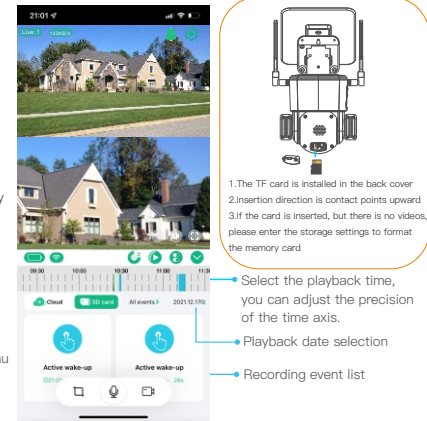 21:01
Live: 1
123KB/s
1.The TF card is installed in the back cover
2.Insertion direction is contact points upward
3.If the card is inserted, but there is no videos,
please enter the storage settings to format
the memory card
09:30 10:00 10:30 11:00 11:3
Cloud SD card All events 2021.12.17
Active wake-up Active wake-up
Select the playback time,
you can adjust the precision
of the time axis.
Playback date selection
Recording event list